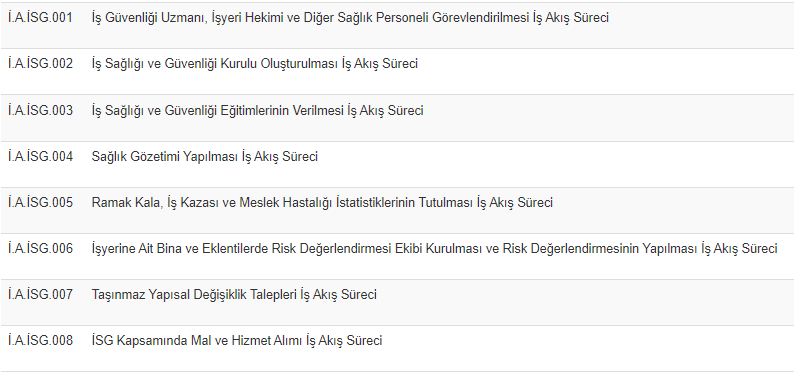 İ.A.İSG.001 İş Güvenliği Uzmanı, İşyeri Hekimi ve Diğer Sağlık Personeli Görevlendirilmesi İş Akış Süreci
İ.A.İSG.002 İş Sağlığı ve Güvenliği Kurulu Oluşturulması İş Akış Süreci
İ.A.İSG.003 İş Sağlığı ve Güvenliği Eğitimlerinin Verilmesi İş Akış Süreci
İ.A.İSG.004 Sağlık Gözetimi Yapılması İş Akış Süreci
İ.A.İSG.005 Ramak Kala, İş Kazası ve Meslek Hastalığı İstatistiklerinin Tutulması İş Akış Süreci
İ.A.İSG.006 İşyerine Ait Bina ve Eklentilerde Risk Değerlendirmesi Ekibi Kurulması ve Risk Değerlendirmesinin Yapılması İş Akış Süreci
İ.A.İSG.007 Taşınmaz Yapısal Değişiklik Talepleri İş Akış Süreci
İ.A.İSG.008 İSG Kapsamında Mal ve Hizmet Alımı İş Akış Süreci